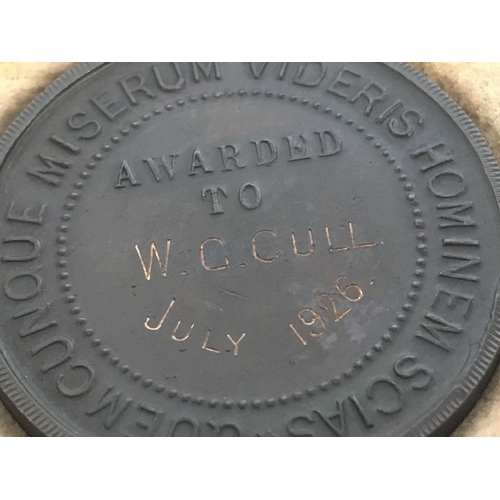 QUEMCUNQUE MISERUM VIDERIS HOMINEM SCIAS
AWARDED
TO
W. G. CULL
JULY 1926.